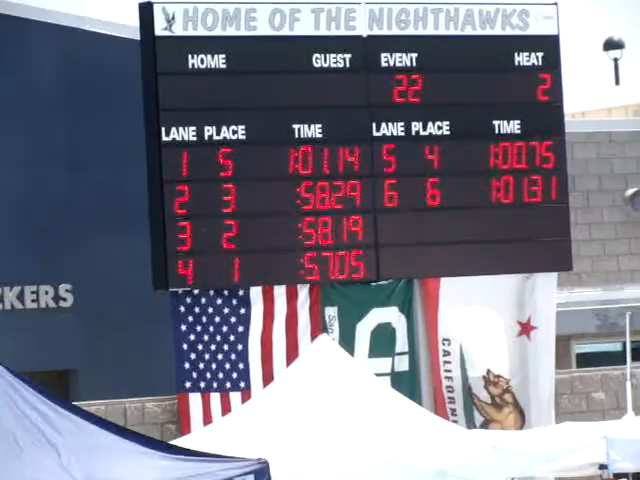 HOME OF THE NIGHTHAWKS
HOME GUEST EVENT HEAT
22 2
LANE PLACE TIME LANE PLACE TIME
1 5 1:01.14 5 4 1:00.75
2 3 :58.29 6 6 1:01.31
3 2 :58.19
4 1 :57.05
CKERS
San
CALIFORN